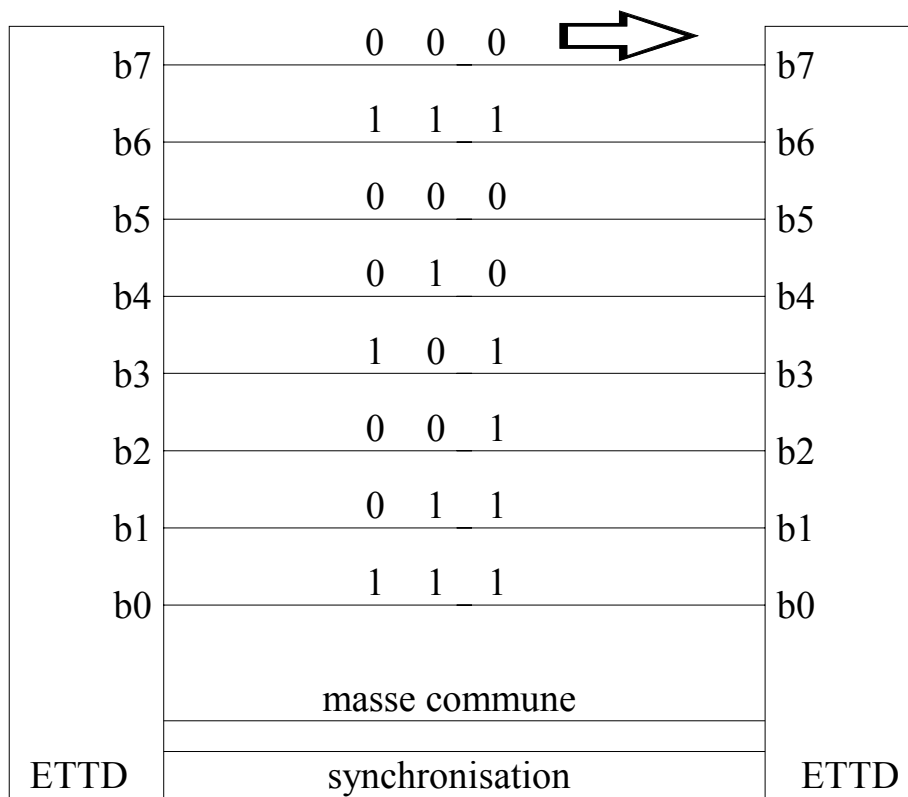 0 0 0
b7 b7
1 1 1
b6 b6
0 0 0
b5 b5
0 1 0
b4 b4
1 0 1
b3 b3
0 0 1
b2 b2
0 1 1
b1 b1
1 1 1
b0 b0
masse commune
ETTD synchronisation ETTD